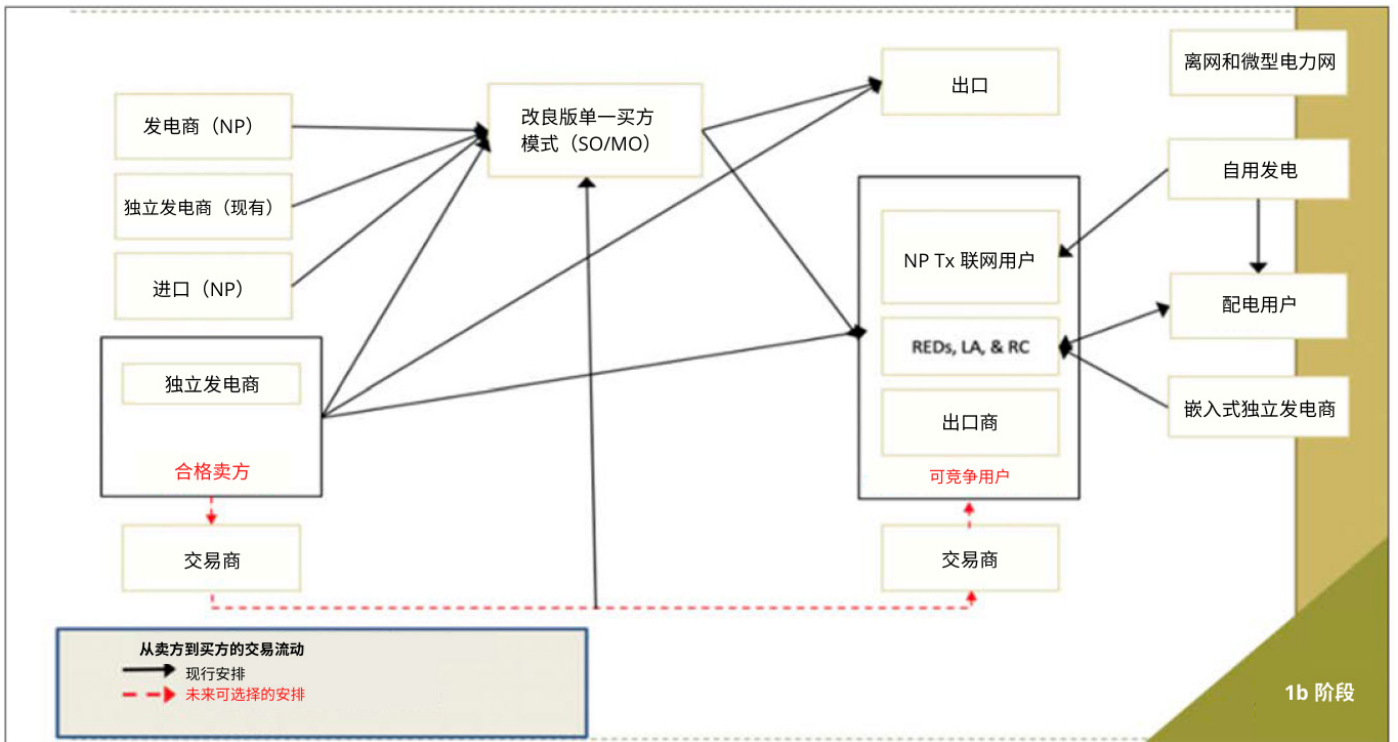 发电商（NP）
独立发电商（现有）
进口（NP）
独立发电商
合格卖方
交易商
改良版单一买方
模式（SO/MO）
出口
NP Tx 联网用户
REDs, LA, & RC
出口商
可竞争用户
交易商
离网和微型电力网
自用发电
配电用户
嵌入式独立发电商
从卖方到买方的交易流动
现行安排
未来可选择的安排
1b 阶段